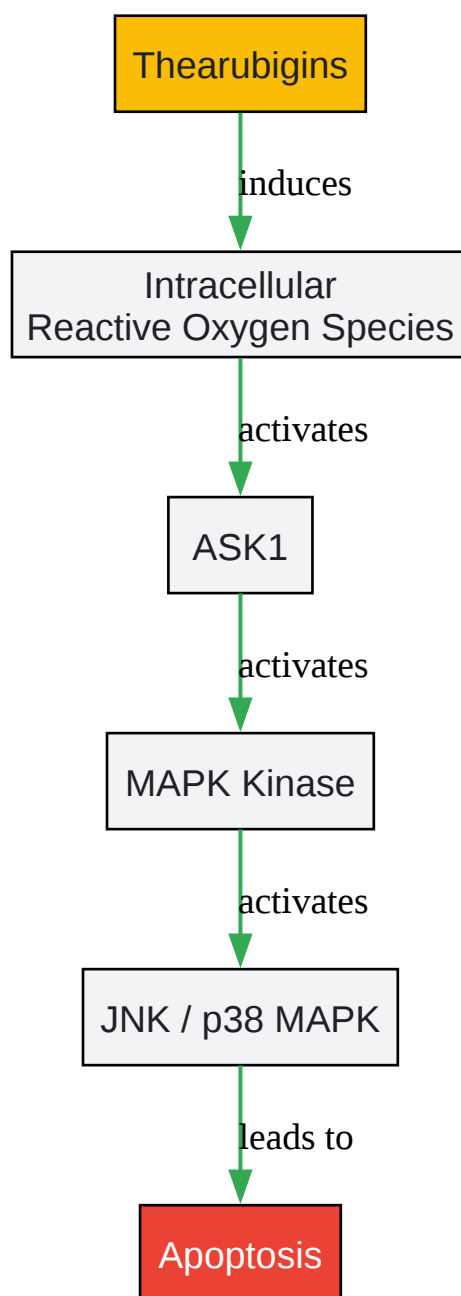 Thearubigins
induces
Intracellular
Reactive Oxygen Species
activates
ASK1
activates
MAPK Kinase
activates
JNK / p38 MAPK
leads to
Apoptosis